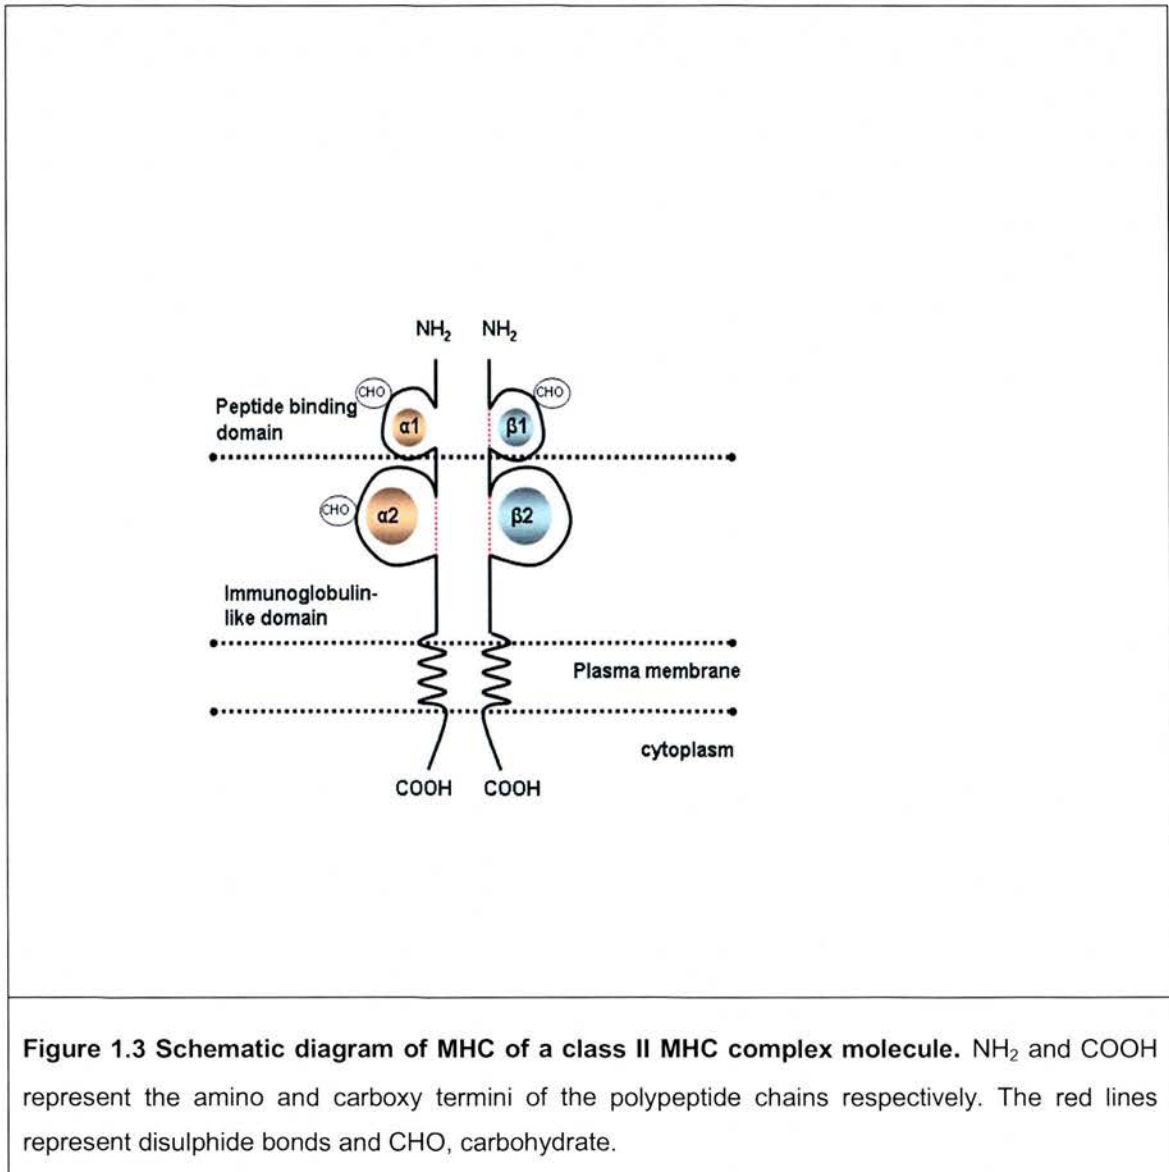 NH₂ NH₂
CHO CHO
Peptide binding
domain
α1 β1
CHO
α2 β2
Immunoglobulin-
like domain
Plasma membrane
cytoplasm
COOH COOH
Figure 1.3 Schematic diagram of MHC of a class II MHC complex molecule. NH₂ and COOH
represent the amino and carboxy termini of the polypeptide chains respectively. The red lines
represent disulphide bonds and CHO, carbohydrate.